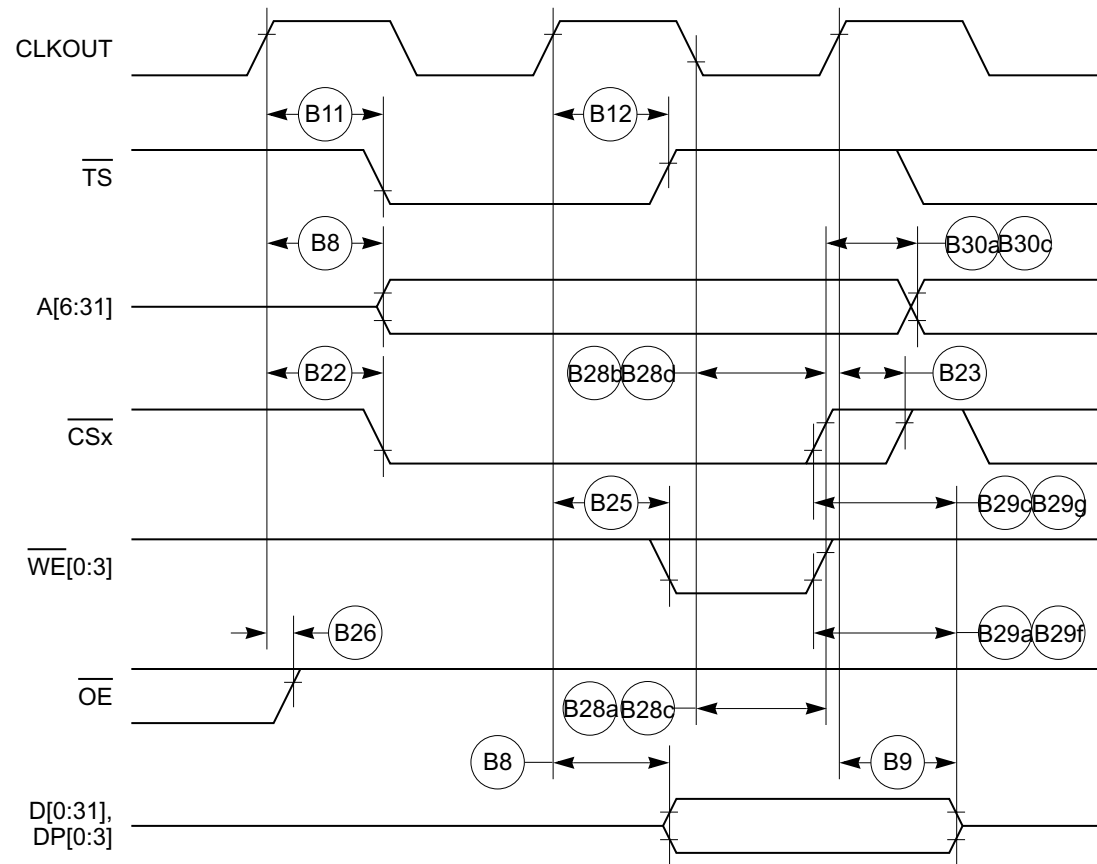 CLKOUT
B11
B12
TS
B8
B30a B30c
A[6:31]
B22
B28b B28d
B23
CSx
B25
B29c B29g
WE[0:3]
B26
B29a B29f
OE
B28a B28c
B8
B9
D[0:31],
DP[0:3]